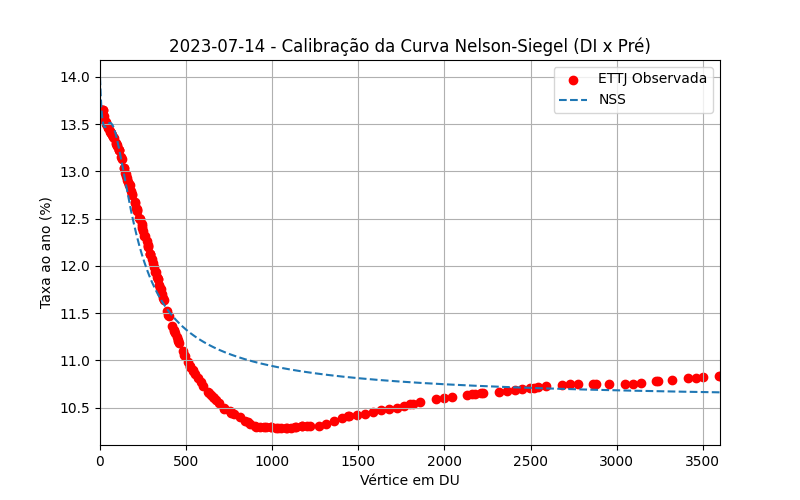 2023-07-14 - Calibração da Curva Nelson-Siegel (DI x Pré)
ETTJ Observada
NSS
Taxa ao ano (%)
14.0
13.5
13.0
12.5
12.0
11.5
11.0
10.5
0 500 1000 1500 2000 2500 3000 3500
Vértice em DU